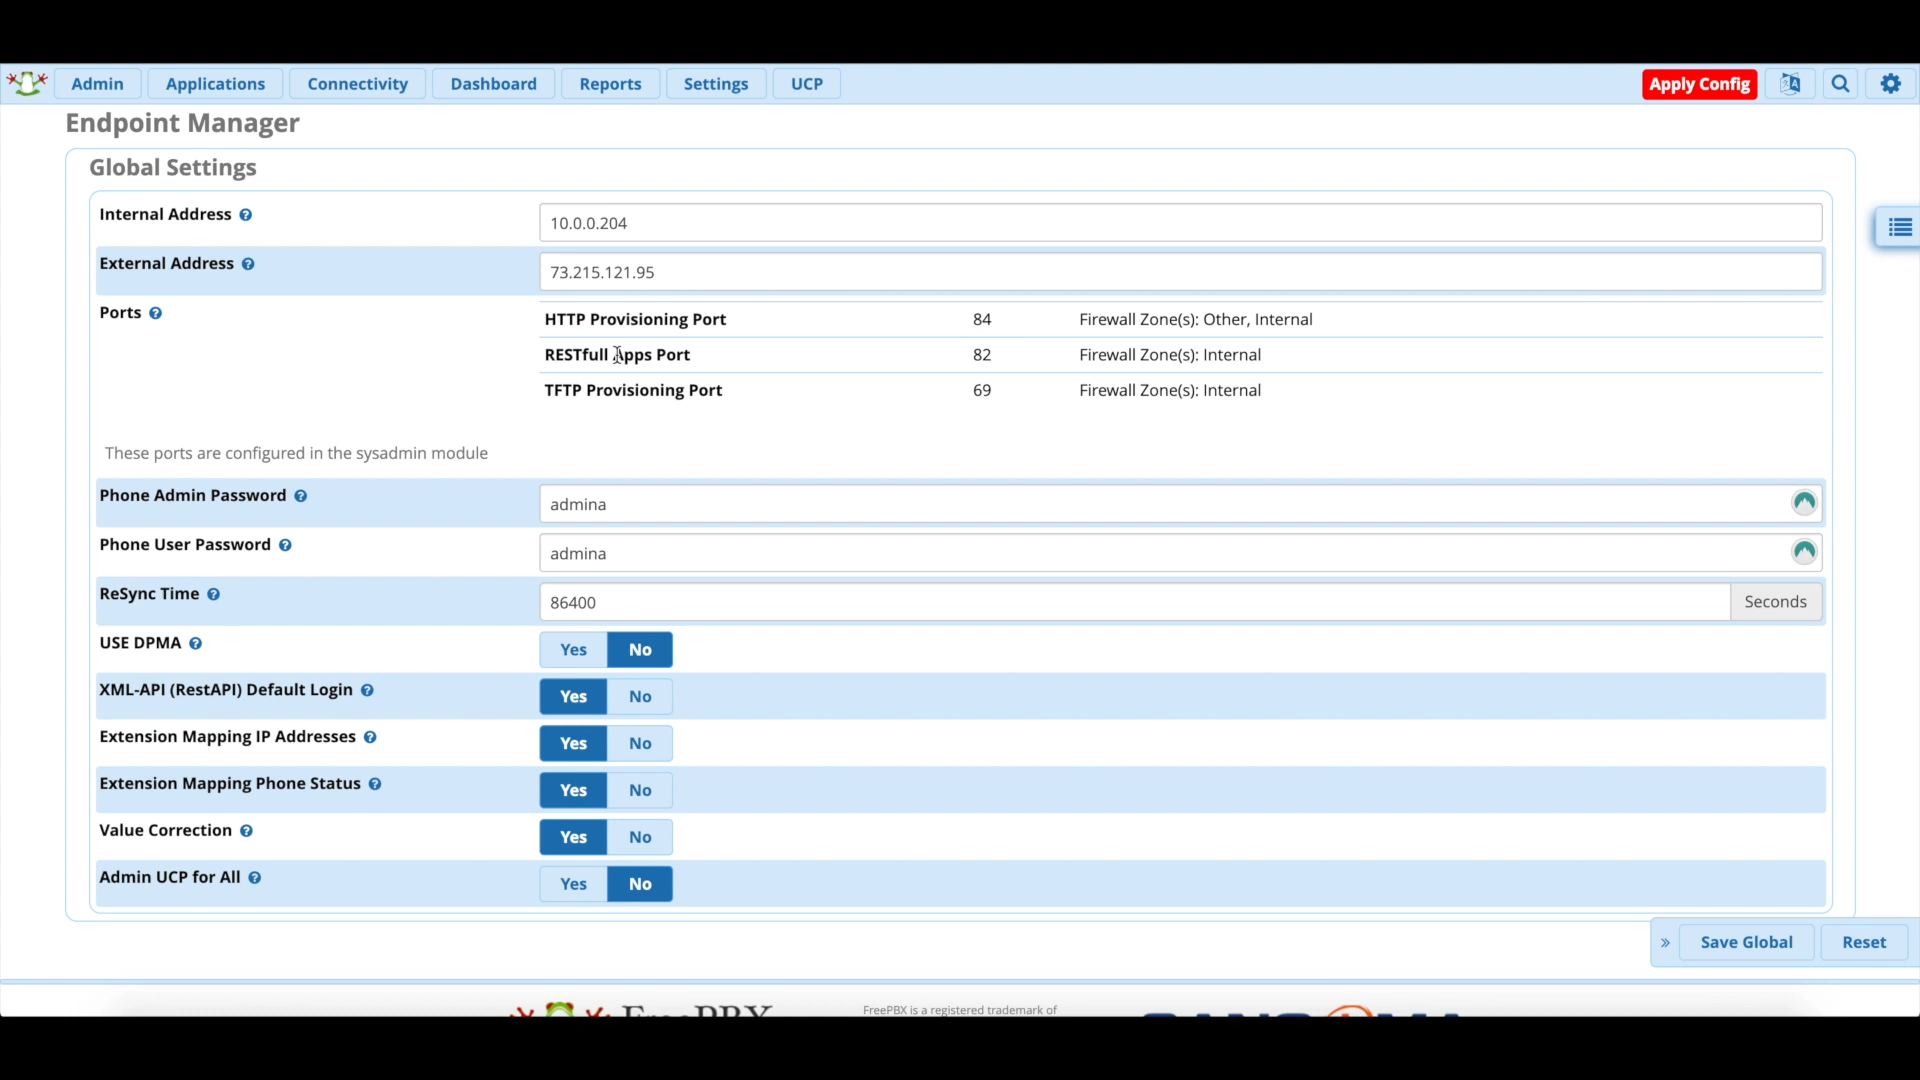 Admin Applications Connectivity Dashboard Reports Settings UCP Apply Config
Endpoint Manager
Global Settings
Internal Address 10.0.0.204
External Address 73.215.121.95
Ports
HTTP Provisioning Port 84 Firewall Zone(s): Other, Internal
RESTfull Apps Port 82 Firewall Zone(s): Internal
TFTP Provisioning Port 69 Firewall Zone(s): Internal
These ports are configured in the sysadmin module
Phone Admin Password admina
Phone User Password admina
ReSync Time 86400 Seconds
USE DPMA Yes No
XML-API (RestAPI) Default Login Yes No
Extension Mapping IP Addresses Yes No
Extension Mapping Phone Status Yes No
Value Correction Yes No
Admin UCP for All Yes No
» Save Global Reset
FreePBX FreePBX is a registered trademark of